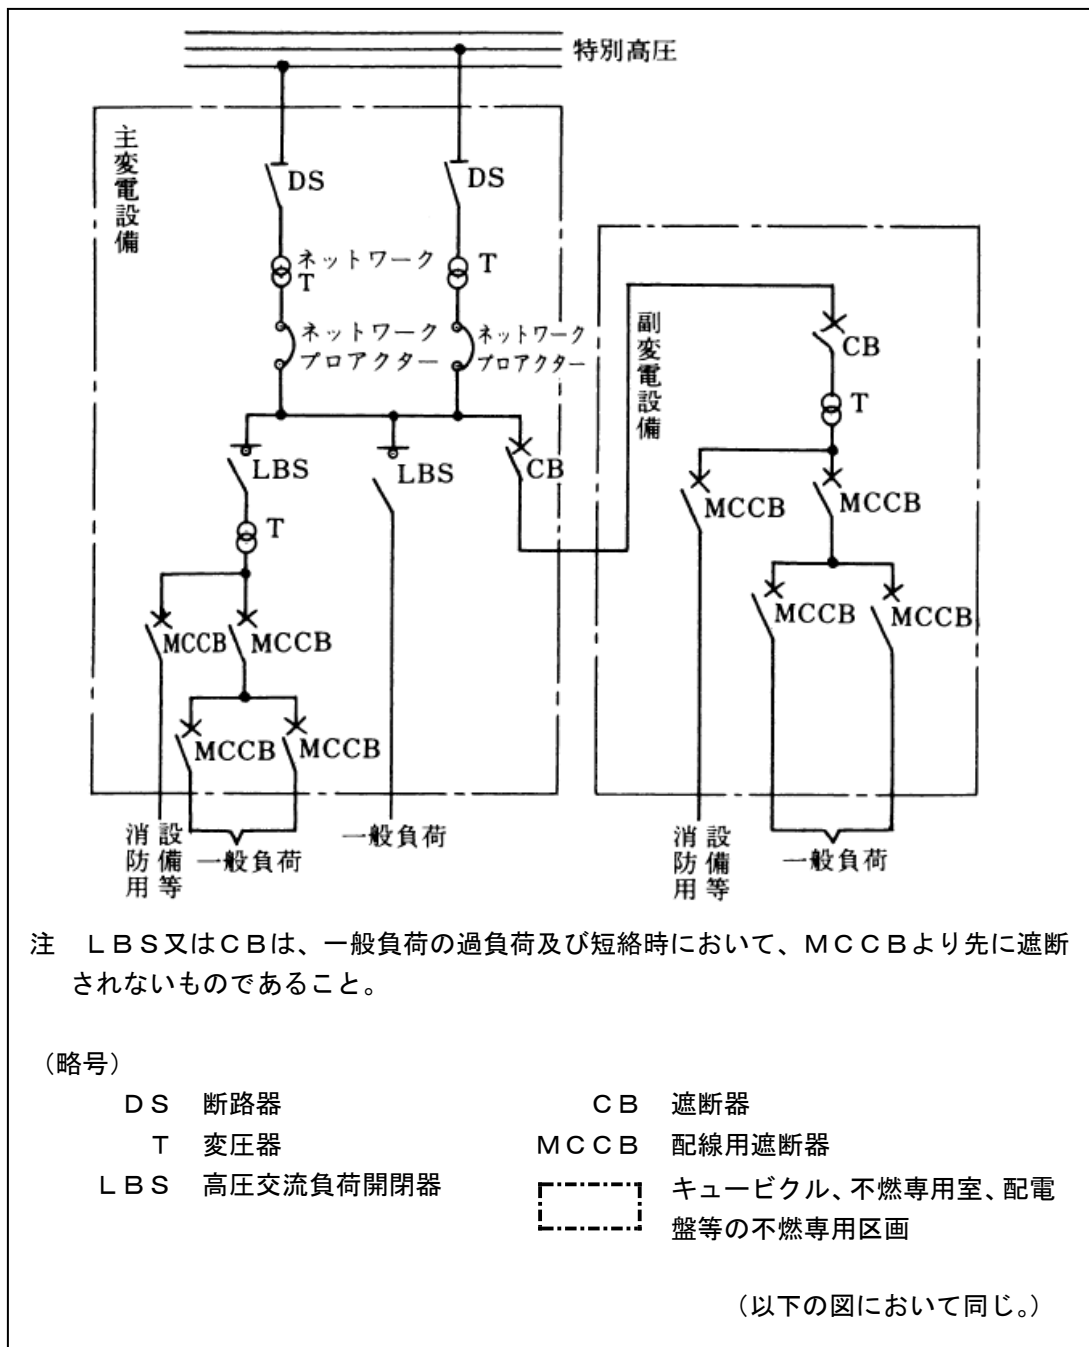 特別高圧
主変電設備
DS
DS
ネットワーク
T
T
ネットワーク
プロアクター
ネットワーク
プロアクター
副変電設備
CB
T
LBS
LBS
CB
MCCB
MCCB
T
MCCB
MCCB
MCCB
MCCB
MCCB
MCCB
消防用
設備等
一般負荷
一般負荷
消防用
設備等
一般負荷
注　ＬＢＳ又はＣＢは、一般負荷の過負荷及び短絡時において、ＭＣＣＢより先に遮断
されないものであること。
（略号）
ＤＳ　断路器
ＣＢ　遮断器
Ｔ　変圧器
ＭＣＣＢ　配線用遮断器
ＬＢＳ　高圧交流負荷開閉器
キュービクル、不燃専用室、配電
盤等の不燃専用区画
（以下の図において同じ。）